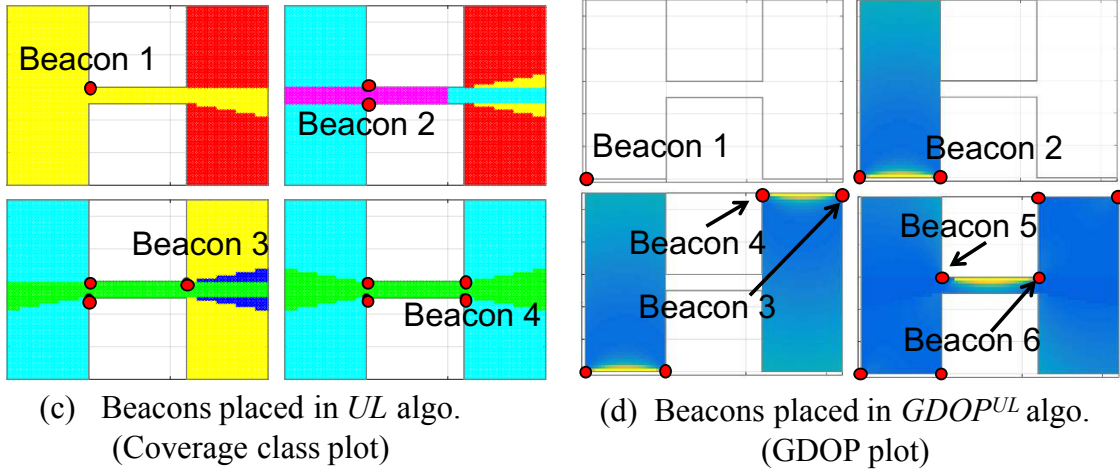 Beacon 1
Beacon 2
Beacon 3
Beacon 4
(c) Beacons placed in UL algo.
(Coverage class plot)
Beacon 1
Beacon 2
Beacon 4
Beacon 3
Beacon 5
Beacon 6
(d) Beacons placed in GDOP^UL algo.
(GDOP plot)